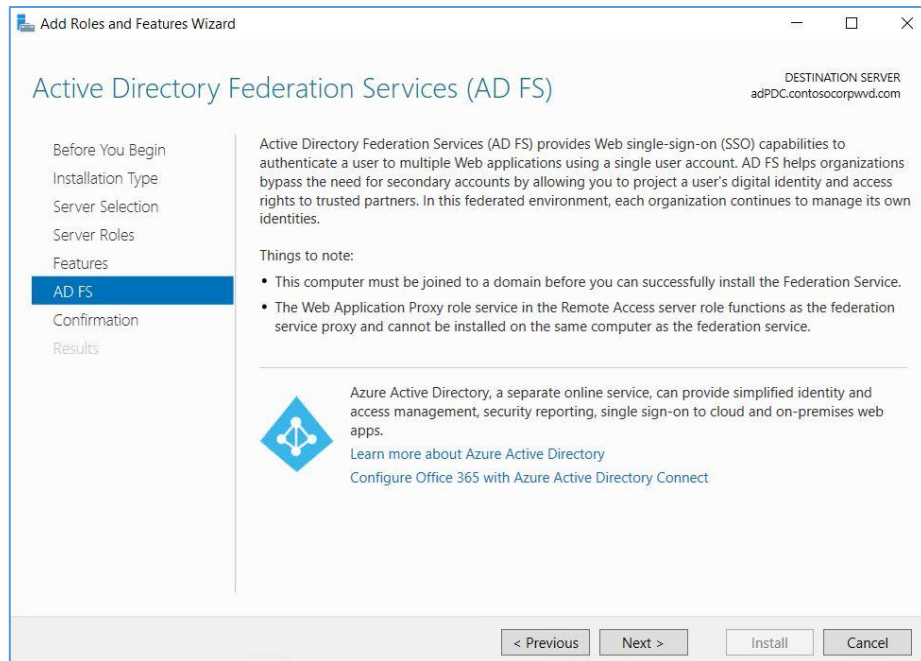 Add Roles and Features Wizard
Active Directory Federation Services (AD FS)
DESTINATION SERVER
adPDC.contosocorpwvd.com
Before You Begin
Installation Type
Server Selection
Server Roles
Features
AD FS
Confirmation
Results
Active Directory Federation Services (AD FS) provides Web single-sign-on (SSO) capabilities to
authenticate a user to multiple Web applications using a single user account. AD FS helps organizations
bypass the need for secondary accounts by allowing you to project a user's digital identity and access
rights to trusted partners. In this federated environment, each organization continues to manage its own
identities.
Things to note:
• This computer must be joined to a domain before you can successfully install the Federation Service.
• The Web Application Proxy role service in the Remote Access server role functions as the federation
service proxy and cannot be installed on the same computer as the federation service.
Azure Active Directory, a separate online service, can provide simplified identity and
access management, security reporting, single sign-on to cloud and on-premises web
apps.
Learn more about Azure Active Directory
Configure Office 365 with Azure Active Directory Connect
< Previous
Next >
Install
Cancel